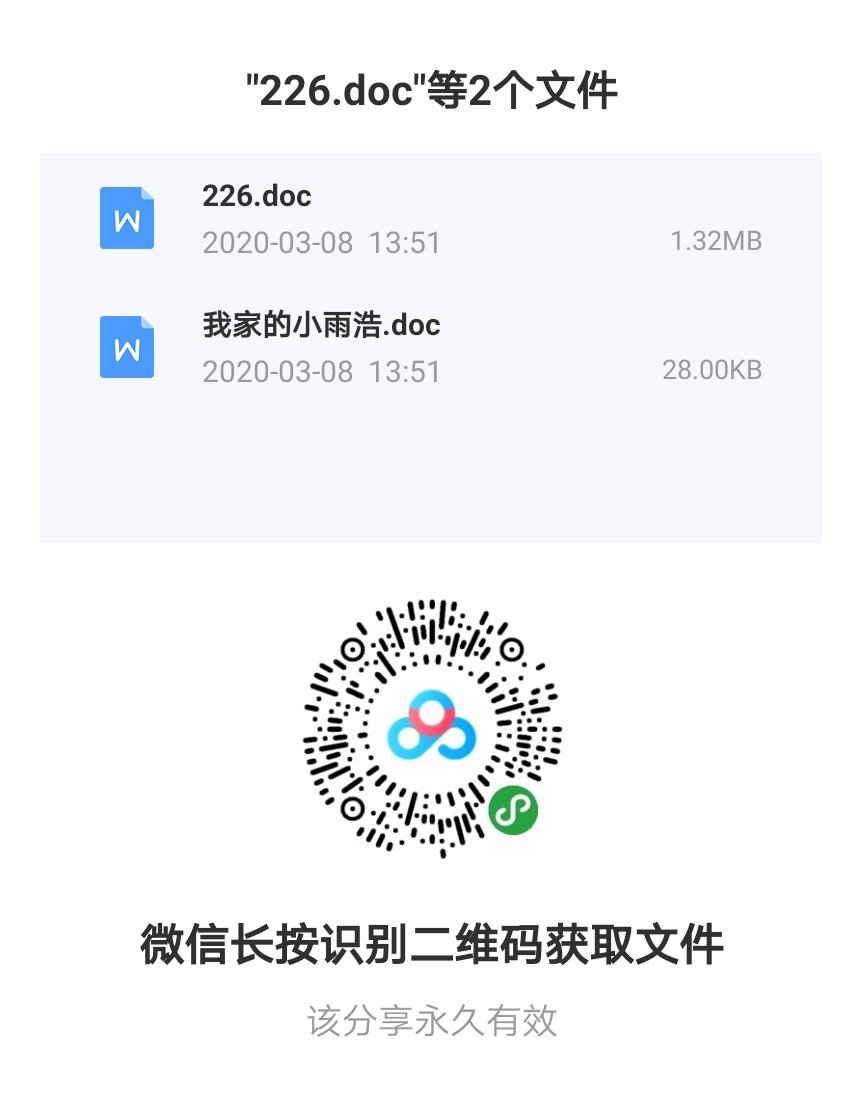 "226.doc"等2个文件
226.doc
2020-03-08 13:51
1.32MB
我家的小雨浩.doc
2020-03-08 13:51
28.00KB
微信长按识别二维码获取文件
该分享永久有效